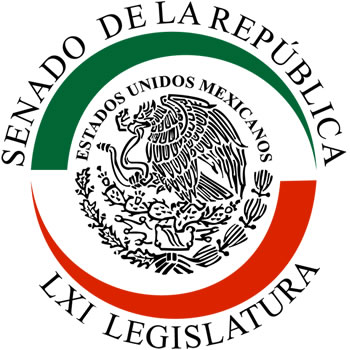 SENADO DE LA REPÚBLICA
ESTADOS UNIDOS MEXICANOS
LXI LEGISLATURA